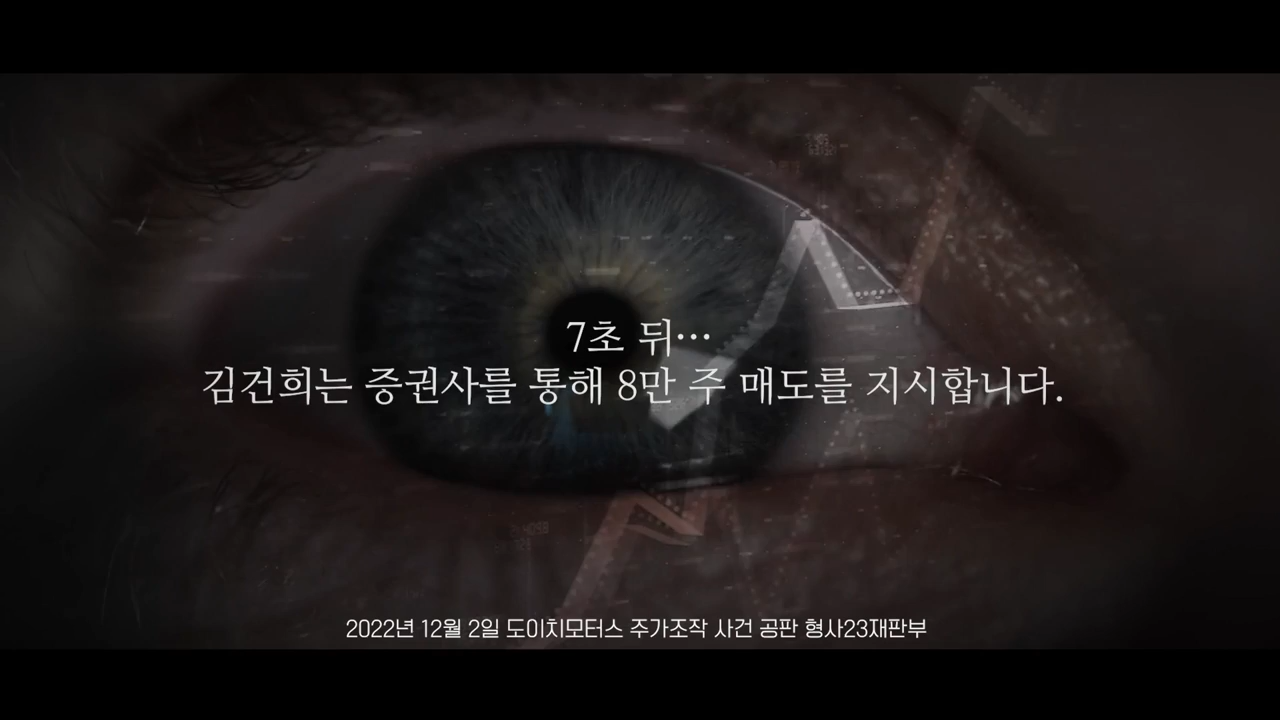 7초 뒤…
김건희는 증권사를 통해 8만 주 매도를 지시합니다.
2022년 12월 2일 도이치모터스 주가조작 사건 공판 형사23재판부